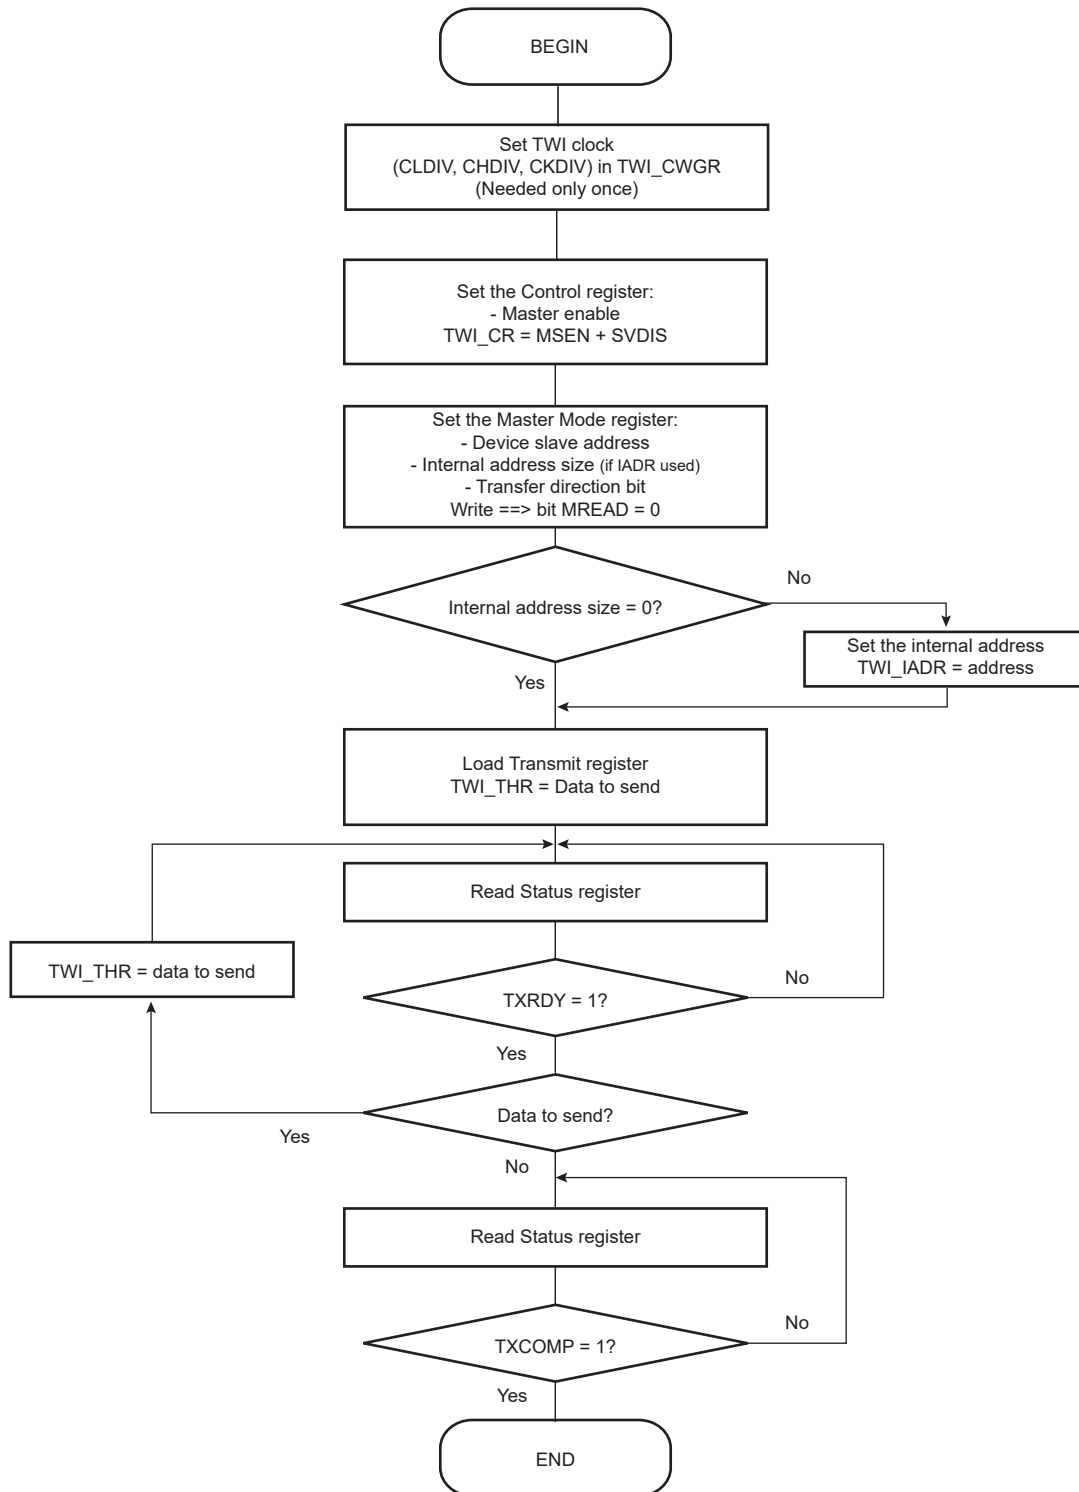 BEGIN
Set TWI clock
(CLDIV, CHDIV, CKDIV) in TWI_CWGR
(Needed only once)
Set the Control register:
- Master enable
TWI_CR = MSEN + SVDIS
Set the Master Mode register:
- Device slave address
- Internal address size (if IADR used)
- Transfer direction bit
Write ==> bit MREAD = 0
No
Internal address size = 0?
Set the internal address
TWI_IADR = address
Yes
Load Transmit register
TWI_THR = Data to send
Read Status register
TWI_THR = data to send
TXRDY = 1?
No
Yes
Data to send?
Yes
No
Read Status register
No
TXCOMP = 1?
Yes
END